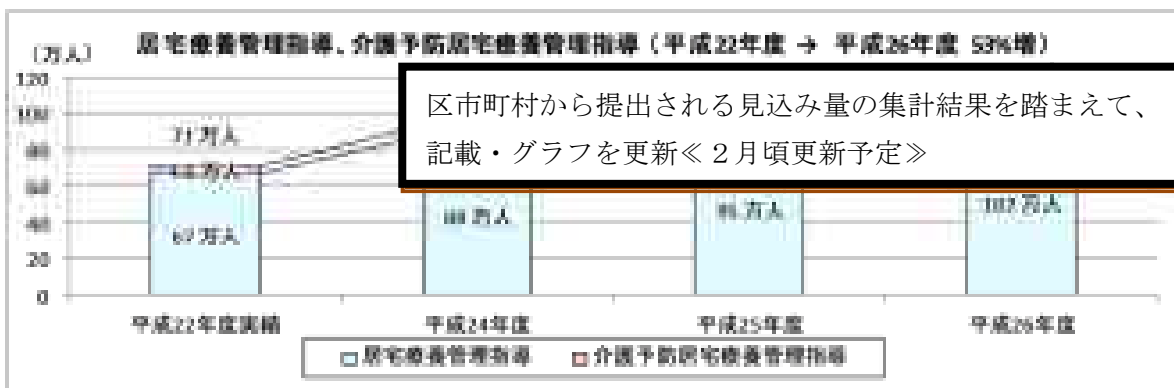 居宅療養管理指導、介護予防居宅療養管理指導（平成22年度 → 平成26年度 53%増）
（万人）
120
100
80
60
40
20
0
区市町村から提出される見込み量の集計結果を踏まえて、
記載・グラフを更新≪２月頃更新予定≫
71万人
67万人
88万人
95万人
102万人
平成22年度実績
平成24年度
平成25年度
平成26年度
居宅療養管理指導
介護予防居宅療養管理指導